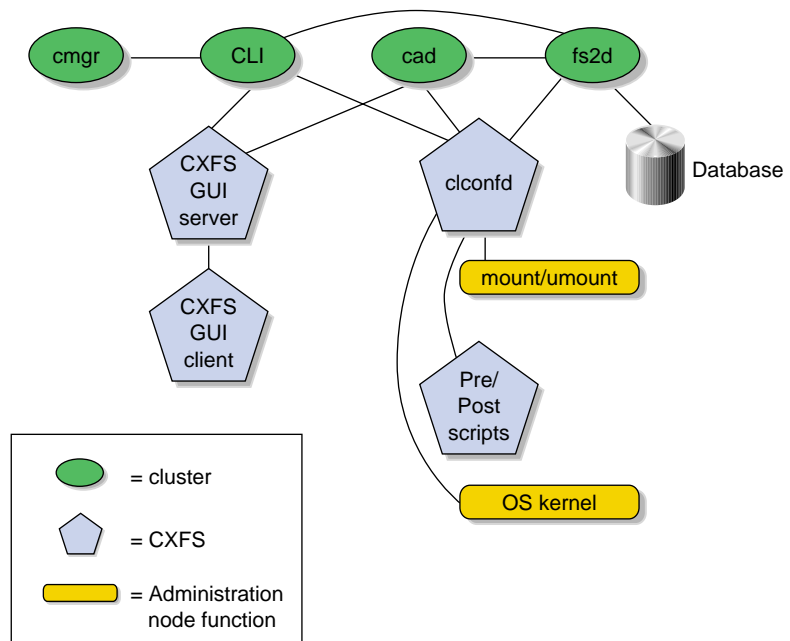 cmgr
CLI
cad
fs2d
CXFS
GUI
server
clconfd
Database
mount/umount
CXFS
GUI
client
Pre/
Post
scripts
OS kernel
= cluster
= CXFS
= Administration
node function